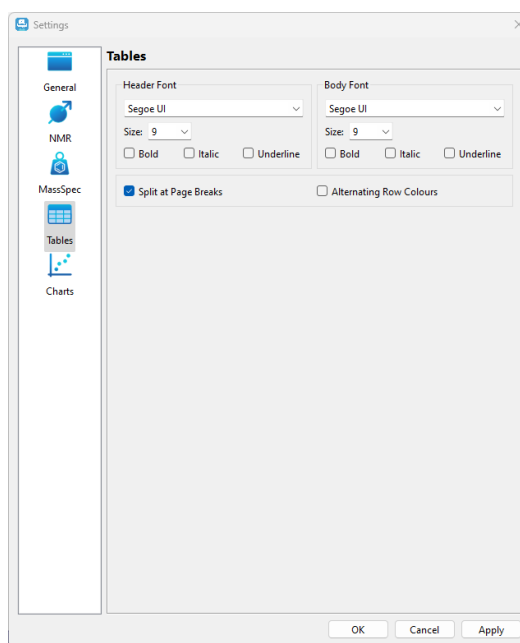 Settings
General
NMR
MassSpec
Tables
Charts
Tables
Header Font
Segoe UI
Size: 9
Bold Italic Underline
Body Font
Segoe UI
Size: 9
Bold Italic Underline
Split at Page Breaks
Alternating Row Colours
OK Cancel Apply